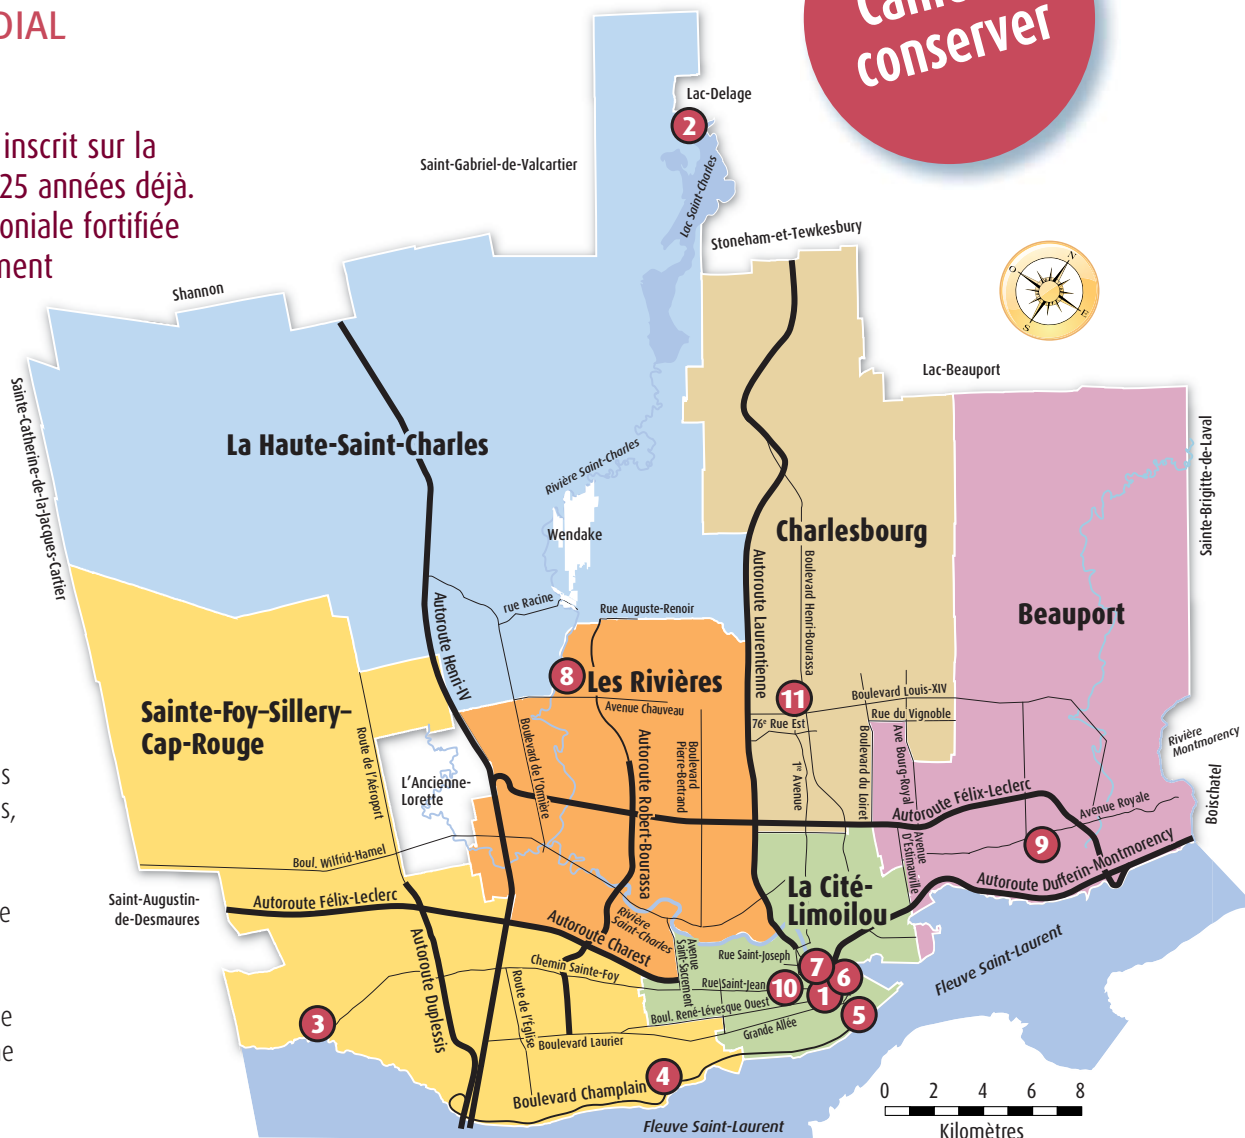 DIAL
conserver
inscrit sur la
25 années déjà.
oniale fortifiée
ment
s
s,
e
e
ne
Lac-Delage
2
Saint-Gabriel-de-Valcartier
Lac Saint-Charles
Stoneham-et-Tewkesbury
Shannon
N
O
E
S
Lac-Beauport
Sainte-Catherine-de-la-Jacques-Cartier
La Haute-Saint-Charles
Rivière Saint-Charles
Wendake
Sainte-Brigitte-de-Laval
Charlesbourg
Beauport
Autoroute Laurentienne
Boulevard Henri-Bourassa
rue Racine
Rue Auguste-Renoir
Autoroute Henri-IV
8
Les Rivières
11
Boulevard Louis-XIV
Rue du Vignoble
76e Rue Est
Avenue Chauveau
Sainte-Foy–Sillery–
Cap-Rouge
Route de l'Aéroport
Boulevard de l'Ormière
Autoroute Robert-Bourassa
Boulevard
Pierre-Bertrand
1re Avenue
Boulevard du Loiret
Ave Bourg-Royal
Rivière
Montmorency
Boischatel
L'Ancienne-
Lorette
Autoroute Félix-Leclerc
Avenue Royale
Avenue
D'Estimauville
9
Boul. Wilfrid-Hamel
Autoroute Dufferin-Montmorency
La Cité-
Limoilou
Saint-Augustin-
de-Desmaures
Autoroute Félix-Leclerc
Autoroute Charest
Rivière
Saint-Charles
Avenue
Saint-Sacrement
Rue Saint-Joseph
7
6
Fleuve Saint-Laurent
Autoroute Duplessis
Chemin Sainte-Foy
Rue Saint-Jean
10
1
Route de l'Église
Boul. René-Lévesque Ouest
5
3
Grande Allée
Boulevard Laurier
4
Boulevard Champlain
0 2 4 6 8
Kilomètres
Fleuve Saint-Laurent